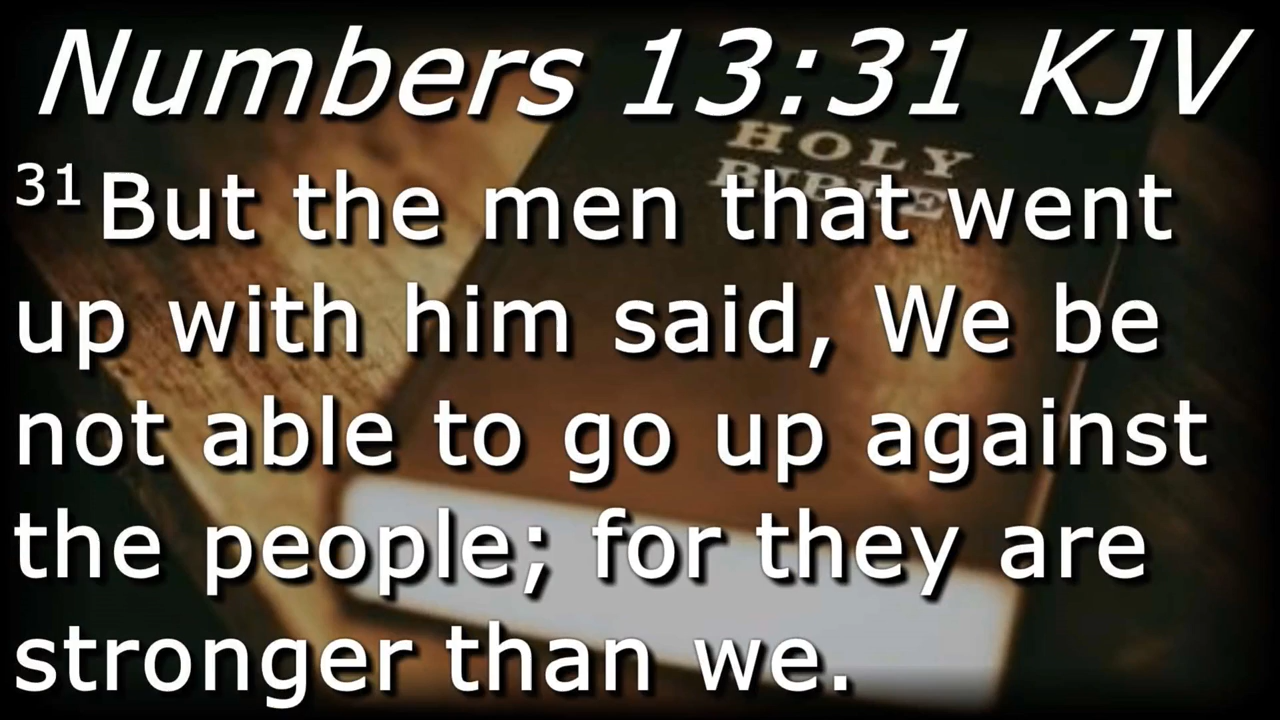 Numbers 13:31 KJV
HOLY
BIBLE
31 But the men that went
up with him said, We be
not able to go up against
the people; for they are
stronger than we.